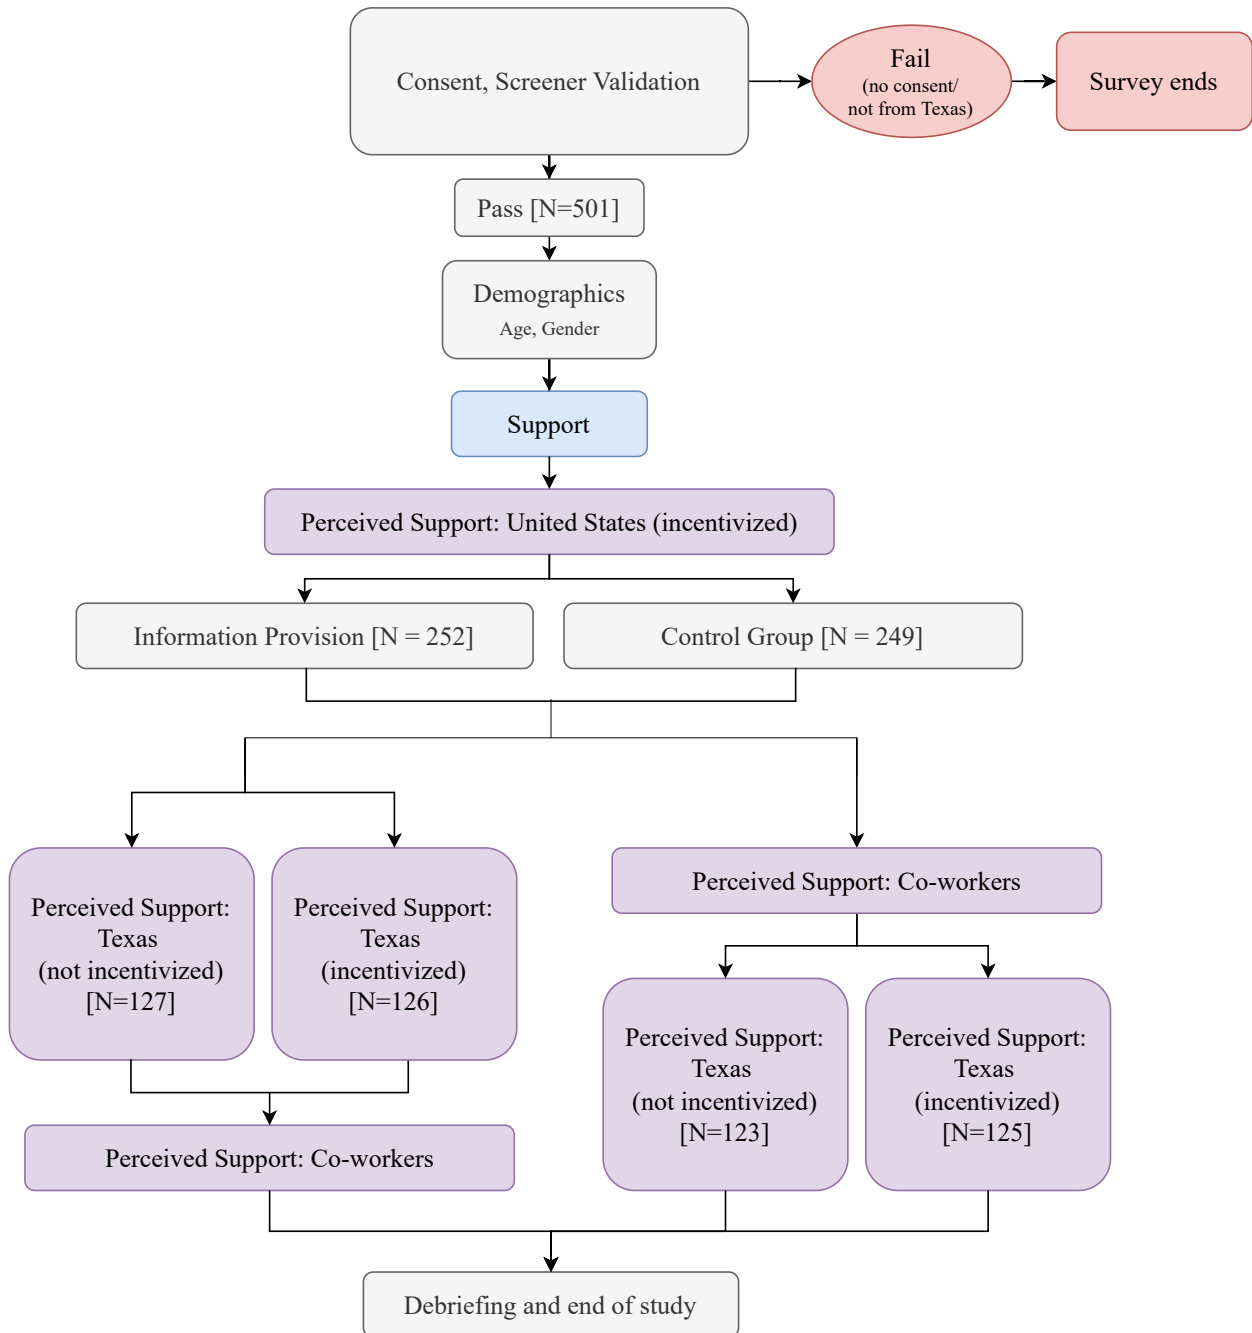 Consent, Screener Validation
Fail
(no consent/
not from Texas)
Survey ends
Pass [N=501]
Demographics
Age, Gender
Support
Perceived Support: United States (incentivized)
Information Provision [N = 252]
Control Group [N = 249]
Perceived Support:
Texas
(not incentivized)
[N=127]
Perceived Support:
Texas
(incentivized)
[N=126]
Perceived Support: Co-workers
Perceived Support:
Texas
(not incentivized)
[N=123]
Perceived Support:
Texas
(incentivized)
[N=125]
Perceived Support: Co-workers
Debriefing and end of study